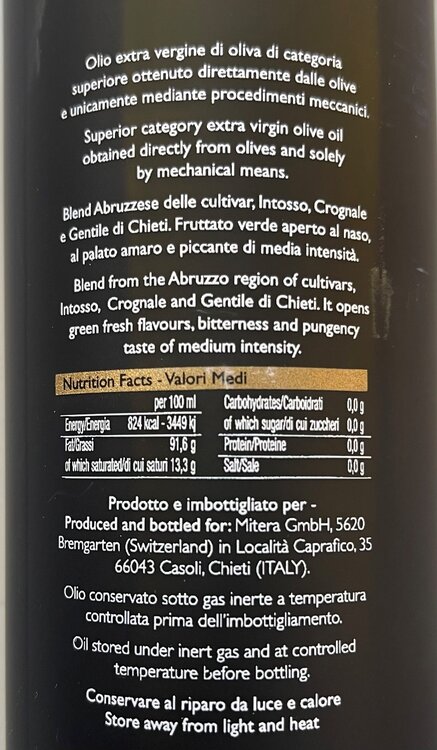 Olio extra vergine di oliva di categoria
superiore ottenuto direttamente dalle olive
e unicamente mediante procedimenti meccanici.
Superior category extra virgin olive oil
obtained directly from olives and solely
by mechanical means.
Blend Abruzzese delle cultivar, Intosso, Crognale
e Gentile di Chieti. Fruttato verde aperto al naso,
al palato amaro e piccante di media intensità.
Blend from the Abruzzo region of cultivars,
Intosso, Crognale and Gentile di Chieti. It opens
green fresh flavours, bitterness and pungency
taste of medium intensity.
Nutrition Facts - Valori Medi
per 100 ml
Energy/Energia 824 kcal - 3449 kj
Fat/Grassi 91,6 g
of which saturated/di cui saturi 13,3 g
Carbohydrates/Carboidrati 0,0 g
of which sugar/di cui zuccheri 0,0 g
Protein/Proteine 0,0 g
Salt/Sale 0,0 g
Prodotto e imbottigliato per -
Produced and bottled for: Mitera GmbH, 5620
Bremgarten (Switzerland) in Località Caprafico, 35
66043 Casoli, Chieti (ITALY).
Olio conservato sotto gas inerte a temperatura
controllata prima dell'imbottigliamento.
Oil stored under inert gas and at controlled
temperature before bottling.
Conservare al riparo da luce e calore
Store away from light and heat